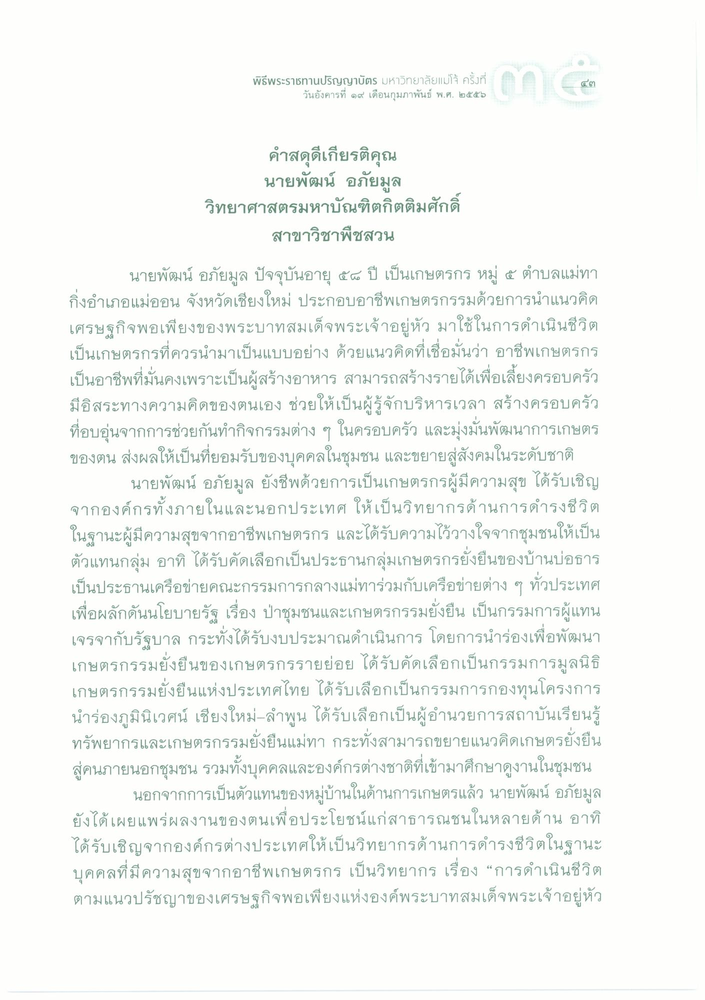 พิธีพระราชทานปริญญาบัตร มหาวิทยาลัยแม่โจ้ ครั้งที่ ๓๕
วันอังคารที่ ๑๙ เดือนกุมภาพันธ์ พ.ศ. ๒๕๕๖
๔๓
คำสดุดีเกียรติคุณ
นายพัฒน์ อภัยมูล
วิทยาศาสตรมหาบัณฑิตกิตติมศักดิ์
สาขาวิชาพืชสวน
นายพัฒน์ อภัยมูล ปัจจุบันอายุ ๕๘ ปี เป็นเกษตรกร หมู่ ๕ ตำบลแม่ทา
กิ่งอำเภอแม่ออน จังหวัดเชียงใหม่ ประกอบอาชีพเกษตรกรรมด้วยการนำแนวคิด
เศรษฐกิจพอเพียงของพระบาทสมเด็จพระเจ้าอยู่หัว มาใช้ในการดำเนินชีวิต
เป็นเกษตรกรที่ควรนำมาเป็นแบบอย่าง ด้วยแนวคิดที่เชื่อมั่นว่า อาชีพเกษตรกร
เป็นอาชีพที่มั่นคงเพราะเป็นผู้สร้างอาหาร สามารถสร้างรายได้เพื่อเลี้ยงครอบครัว
มีอิสระทางความคิดของตนเอง ช่วยให้เป็นผู้รู้จักบริหารเวลา สร้างครอบครัว
ที่อบอุ่นจากการช่วยกันทำกิจกรรมต่าง ๆ ในครอบครัว และมุ่งมั่นพัฒนาการเกษตร
ของตน ส่งผลให้เป็นที่ยอมรับของบุคคลในชุมชน และขยายสู่สังคมในระดับชาติ
นายพัฒน์ อภัยมูล ยังชีพด้วยการเป็นเกษตรกรผู้มีความสุข ได้รับเชิญ
จากองค์กรทั้งภายในและนอกประเทศ ให้เป็นวิทยากรด้านการดำรงชีวิต
ในฐานะผู้มีความสุขจากอาชีพเกษตรกร และได้รับความไว้วางใจจากชุมชนให้เป็น
ตัวแทนกลุ่ม อาทิ ได้รับคัดเลือกเป็นประธานกลุ่มเกษตรกรยั่งยืนของบ้านบ่อธาร
เป็นประธานเครือข่ายคณะกรรมการกลางแม่ทาร่วมกับเครือข่ายต่าง ๆ ทั่วประเทศ
เพื่อผลักดันนโยบายรัฐ เรื่อง ป่าชุมชนและเกษตรกรรมยั่งยืน เป็นกรรมการผู้แทน
เจรจากับรัฐบาล กระทั่งได้รับงบประมาณดำเนินการ โดยการนำร่องเพื่อพัฒนา
เกษตรกรรมยั่งยืนของเกษตรกรรายย่อย ได้รับคัดเลือกเป็นกรรมการมูลนิธิ
เกษตรกรรมยั่งยืนแห่งประเทศไทย ได้รับเลือกเป็นกรรมการกองทุนโครงการ
นำร่องภูมินิเวศน์ เชียงใหม่–ลำพูน ได้รับเลือกเป็นผู้อำนวยการสถาบันเรียนรู้
ทรัพยากรและเกษตรกรรมยั่งยืนแม่ทา กระทั่งสามารถขยายแนวคิดเกษตรยั่งยืน
สู่คนภายนอกชุมชน รวมทั้งบุคคลและองค์กรต่างชาติที่เข้ามาศึกษาดูงานในชุมชน
นอกจากการเป็นตัวแทนของหมู่บ้านในด้านการเกษตรแล้ว นายพัฒน์ อภัยมูล
ยังได้เผยแพร่ผลงานของตนเพื่อประโยชน์แก่สาธารณชนในหลายด้าน อาทิ
ได้รับเชิญจากองค์กรต่างประเทศให้เป็นวิทยากรด้านการดำรงชีวิตในฐานะ
บุคคลที่มีความสุขจากอาชีพเกษตรกร เป็นวิทยากร เรื่อง “การดำเนินชีวิต
ตามแนวปรัชญาของเศรษฐกิจพอเพียงแห่งองค์พระบาทสมเด็จพระเจ้าอยู่หัว